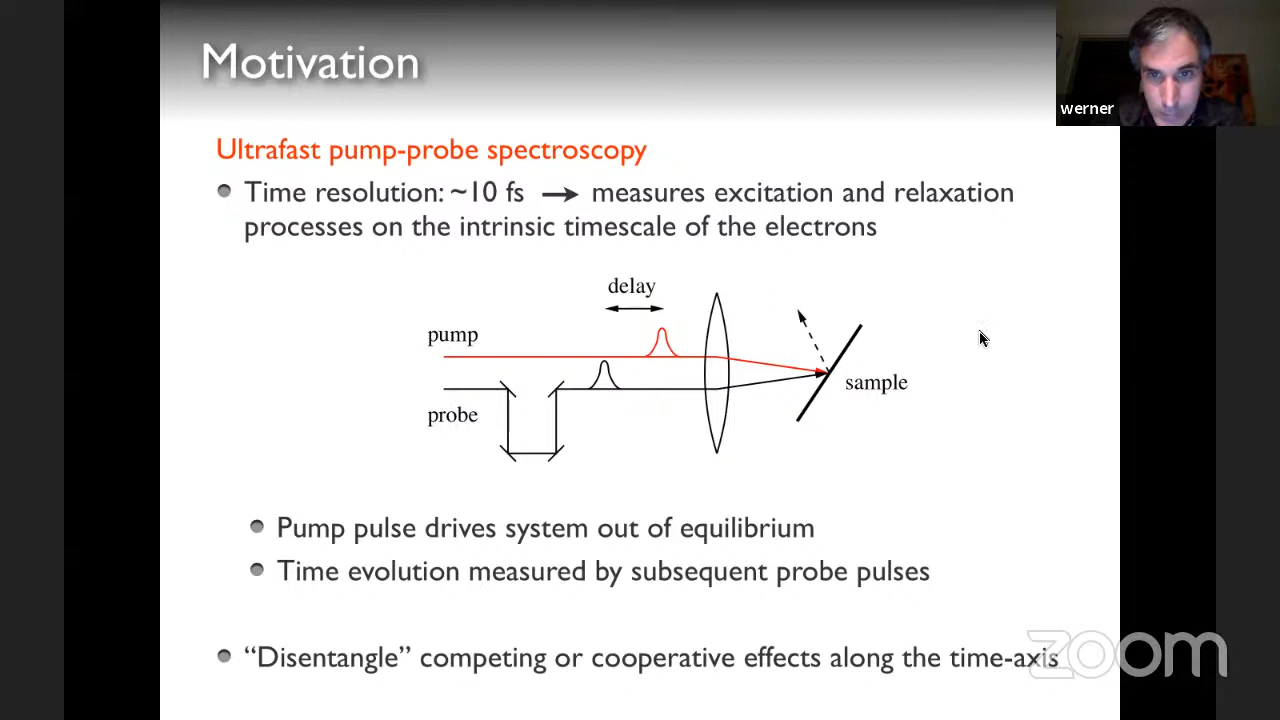 Motivation
werner
Ultrafast pump-probe spectroscopy
Time resolution: ~10 fs → measures excitation and relaxation
processes on the intrinsic timescale of the electrons
delay
pump
sample
probe
Pump pulse drives system out of equilibrium
Time evolution measured by subsequent probe pulses
“Disentangle” competing or cooperative effects along the time-axis
zoom